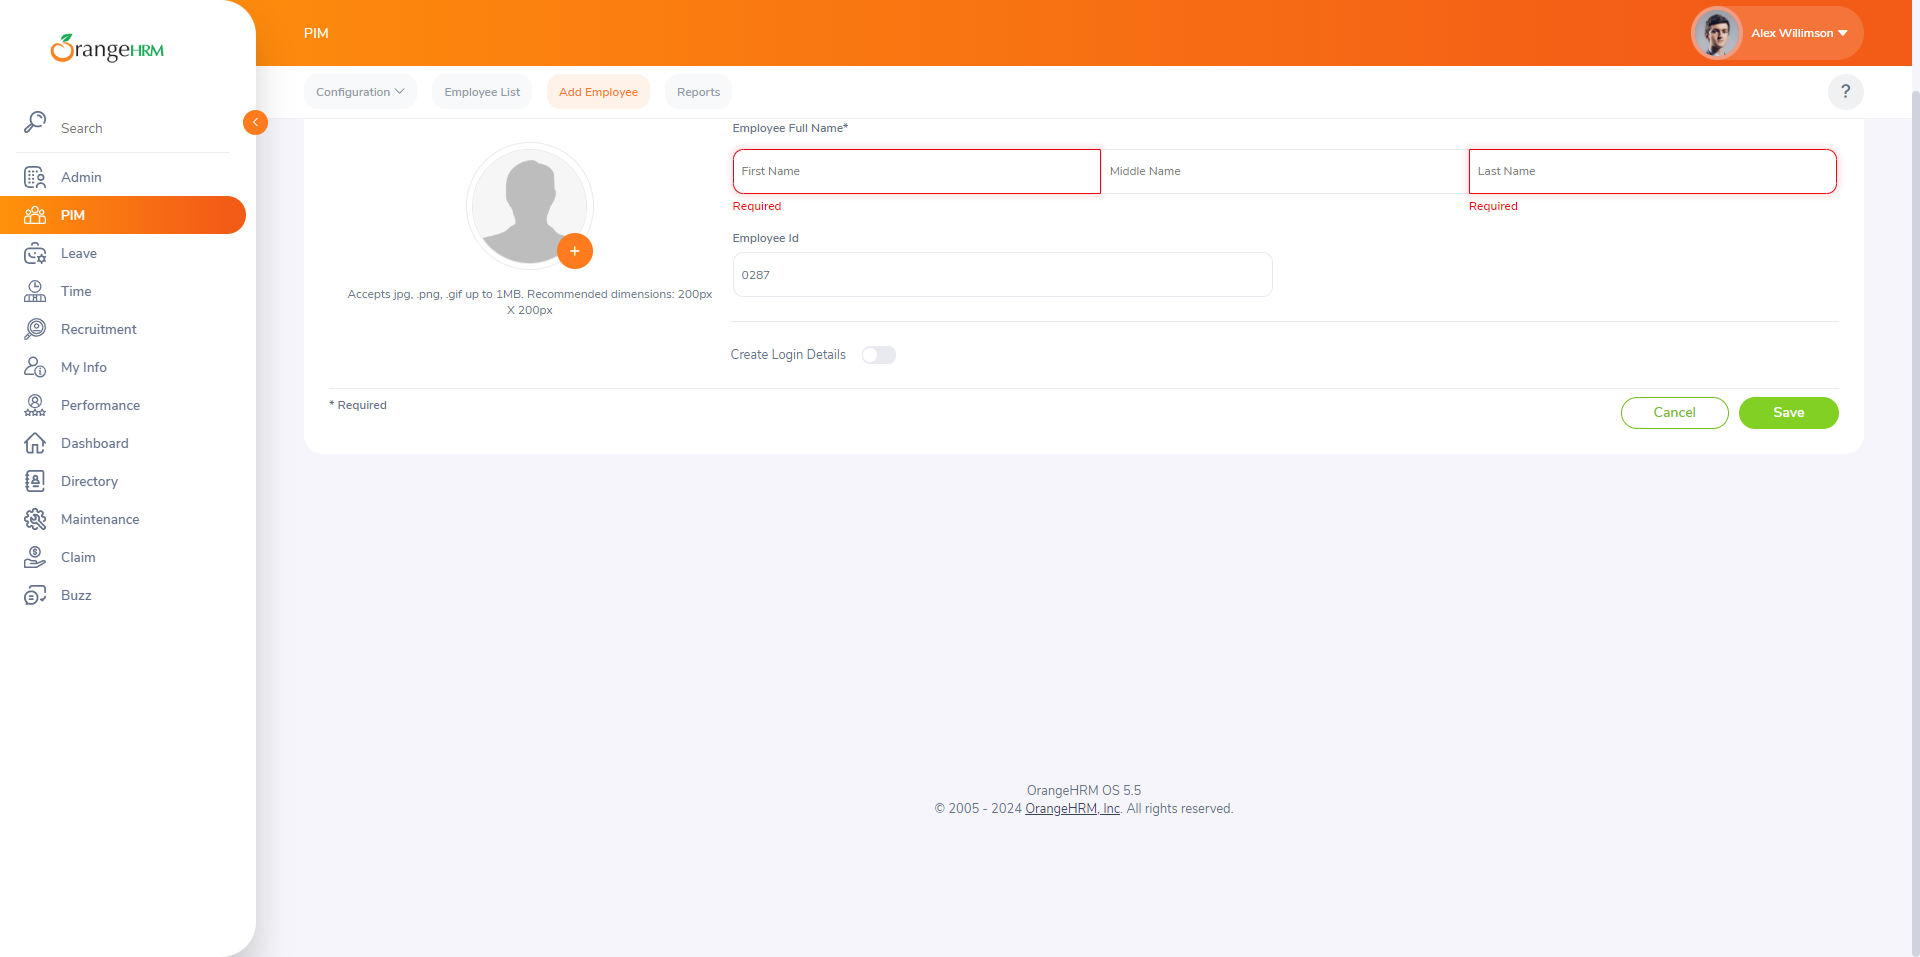 OrangeHRM
Search
Admin
PIM
Leave
Time
Recruitment
My Info
Performance
Dashboard
Directory
Maintenance
Claim
Buzz
PIM
Alex Willimson
Configuration
Employee List
Add Employee
Reports
?
Employee Full Name*
First Name
Middle Name
Last Name
Required
Required
Employee Id
0287
+
Accepts jpg, .png, .gif up to 1MB. Recommended dimensions: 200px
X 200px
Create Login Details
* Required
Cancel
Save
OrangeHRM OS 5.5
© 2005 - 2024 OrangeHRM, Inc. All rights reserved.